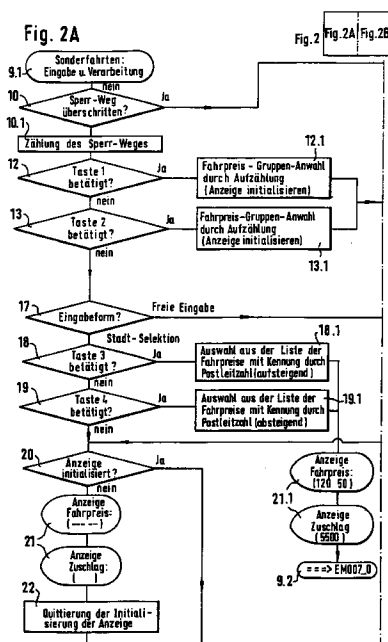 Fig. 2A
Fig. 2
Fig. 2A
Fig. 2B
9.1
Sonderfahrten:
Eingabe u. Verarbeitung
nein
10
Sperr-Weg
überschritten?
Ja
10.1
Zählung des Sperr-Weges
12
Taste 1
betätigt?
Ja
nein
12.1
Fahrpreis-Gruppen-Anwahl
durch Aufzählung
(Anzeige initialisieren)
13
Taste 2
betätigt?
Ja
nein
Fahrpreis-Gruppen-Anwahl
durch Aufzählung
(Anzeige initialisieren)
13.1
17
Eingabeform?
Freie Eingabe
Stadt-Selektion
18
Taste 3
betätigt?
Ja
nein
18.1
Auswahl aus der Liste der
Fahrpreise mit Kennung durch
Postleitzahl (aufsteigend)
19
Taste 4
betätigt?
Ja
nein
19.1
Auswahl aus der Liste der
Fahrpreise mit Kennung durch
Postleitzahl (absteigend)
20
Anzeige
initialisiert?
Ja
nein
21
Anzeige
Fahrpreis:
(--- --)
Anzeige
Zuschlag:
( )
22
Quittierung der Initiali-
sierung der Anzeige
Anzeige
Fahrpreis:
(120 50)
21.1
Anzeige
Zuschlag
(5500)
===> EM007_0
9.2